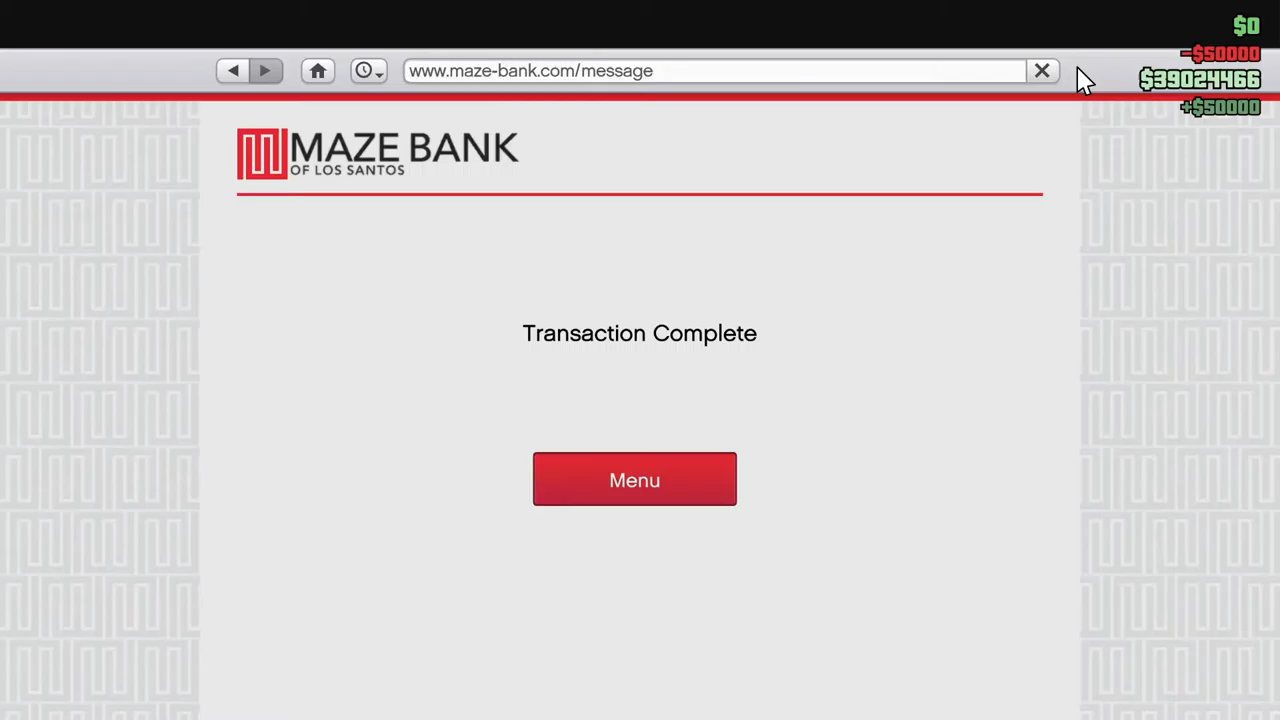 $0
-$50000
www.maze-bank.com/message
$39024466
+$50000
MAZE BANK
OF LOS SANTOS
Transaction Complete
Menu